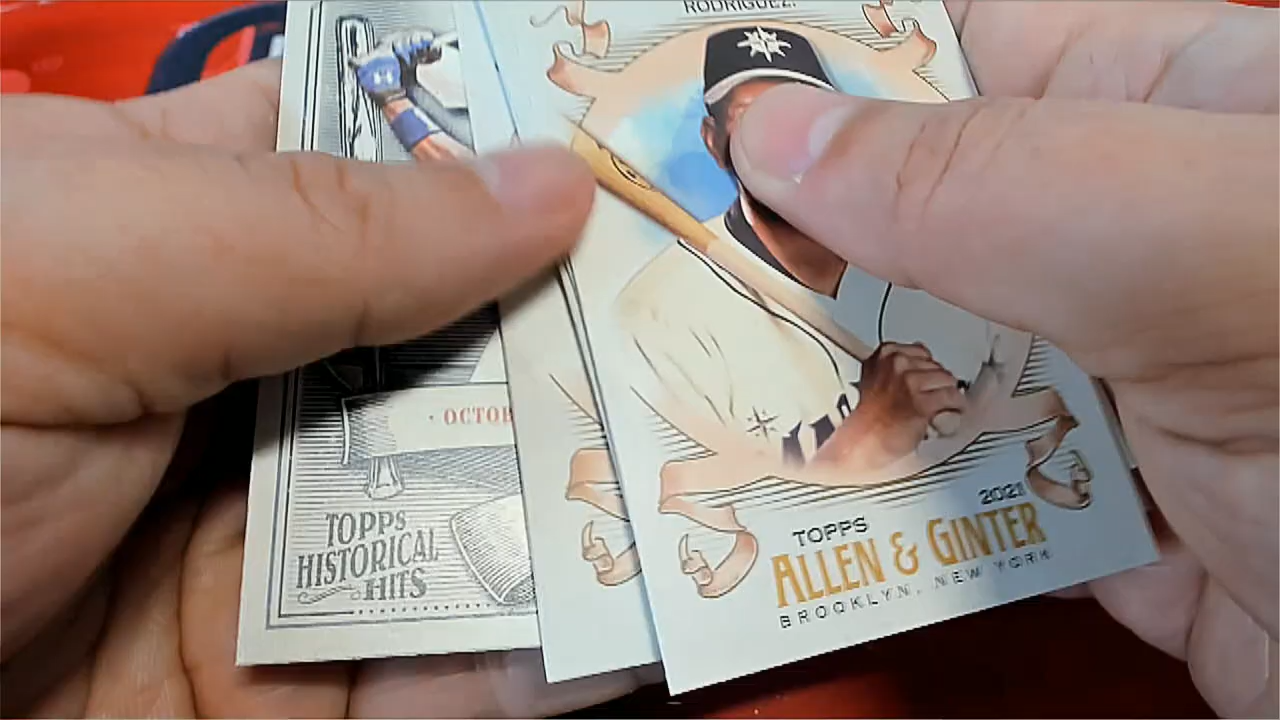 RODRIGUEZ.
· OCTOB
TOPPS
HISTORICAL
HITS
2021
TOPPS
ALLEN & GINTER
BROOKLYN, NEW YORK